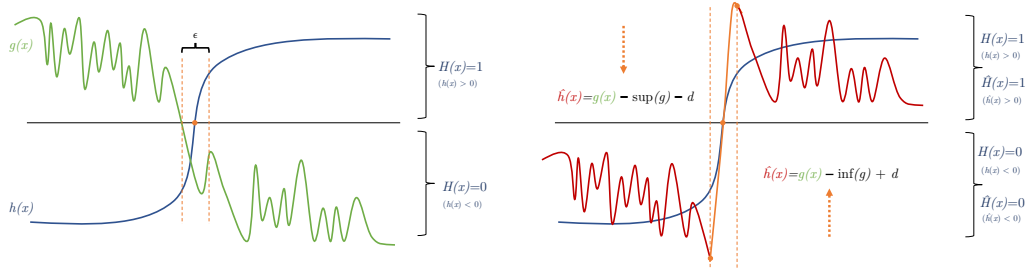 g(x)
ϵ
H(x)=1
(h(x) > 0)
h(x)
H(x)=0
(h(x) < 0)
ĥ(x)=g(x) − sup(g) − d
ĥ(x)=g(x) − inf(g) + d
H(x)=1
(h(x) > 0)
Ĥ(x)=1
(ĥ(x) > 0)
H(x)=0
(h(x) < 0)
Ĥ(x)=0
(ĥ(x) < 0)